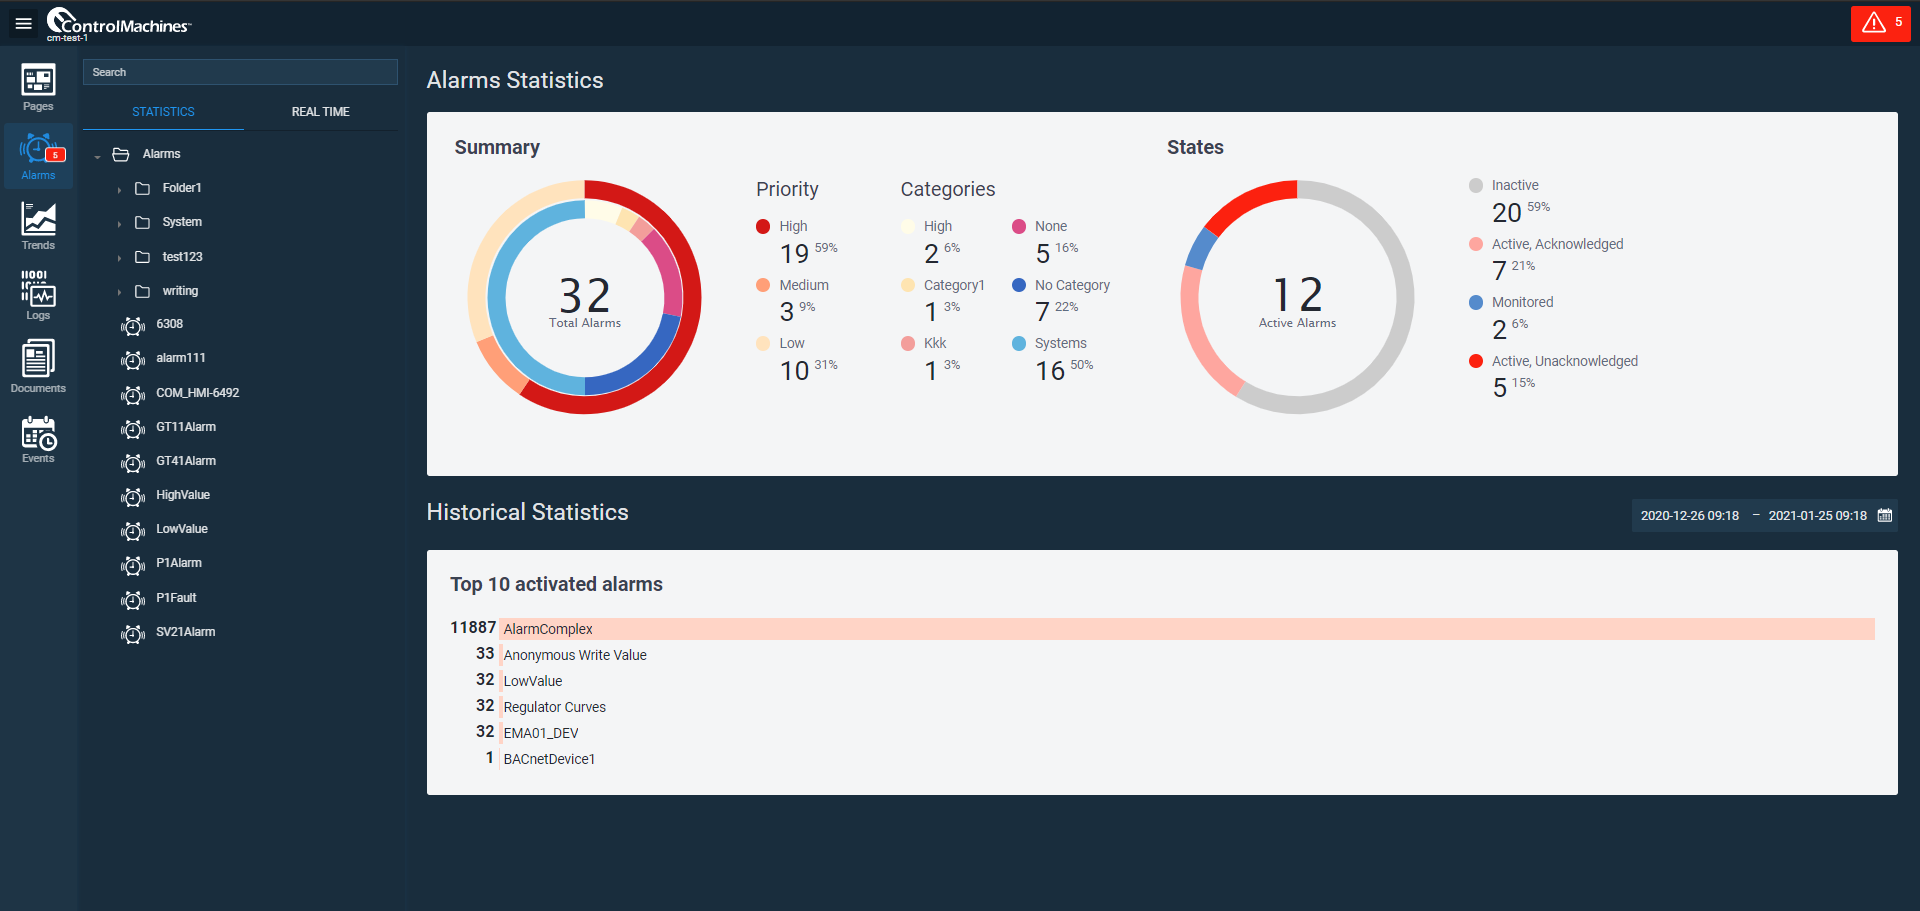 ControlMachines™
cm-test-1
5
Pages
5
Alarms
Trends
Logs
Documents
Events
Search
STATISTICS REAL TIME
Alarms
Folder1
System
test123
writing
6308
alarm111
COM_HMI-6492
GT11Alarm
GT41Alarm
HighValue
LowValue
P1Alarm
P1Fault
SV21Alarm
Alarms Statistics
Summary
32
Total Alarms
Priority
High
19 59%
Medium
3 9%
Low
10 31%
Categories
High
2 6%
Category1
1 3%
Kkk
1 3%
None
5 16%
No Category
7 22%
Systems
16 50%
States
12
Active Alarms
Inactive
20 59%
Active, Acknowledged
7 21%
Monitored
2 6%
Active, Unacknowledged
5 15%
Historical Statistics
2020-12-26 09:18 – 2021-01-25 09:18
Top 10 activated alarms
11887 AlarmComplex
33 Anonymous Write Value
32 LowValue
32 Regulator Curves
32 EMA01_DEV
1 BACnetDevice1